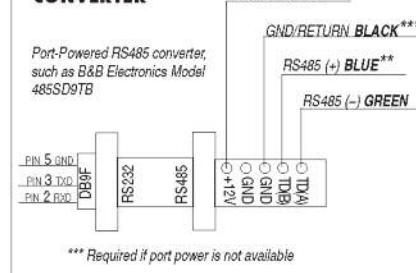 CONVERTER
GND/RETURN BLACK***
Port-Powered RS485 converter,
such as B&B Electronics Model
485SD9TB
RS485 (+) BLUE**
RS485 (–) GREEN
PIN 5 GND
PIN 3 TXD
PIN 2 RXD
DB9F
RS232
RS485
+12V
GND
GND
TD(B)
TD(A)
*** Required if port power is not available